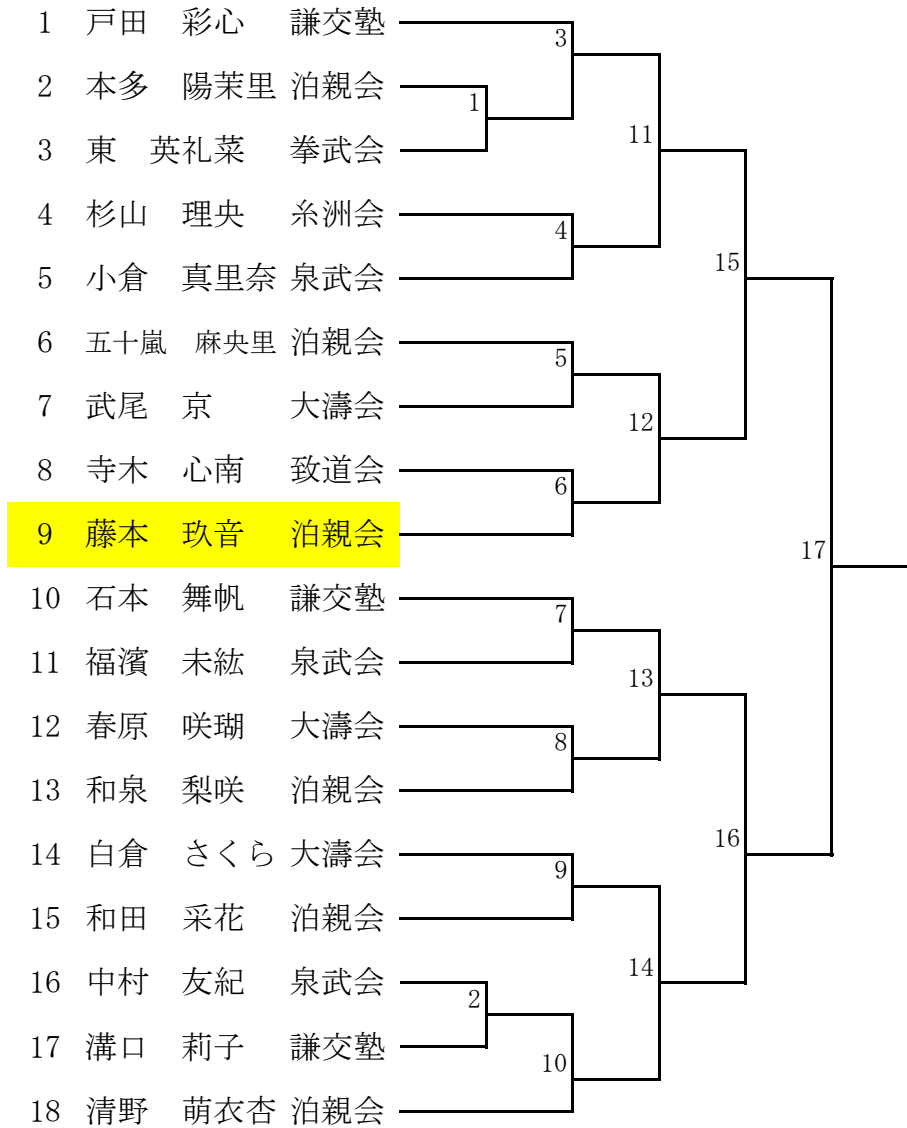 1 戸田 彩心 謙交塾
3
2 本多 陽茉里 泊親会
1
3 東 英礼菜 拳武会
11
4 杉山 理央 糸洲会
4
5 小倉 真里奈 泉武会
15
6 五十嵐 麻央里 泊親会
5
7 武尾 京 大濤会
12
8 寺木 心南 致道会
6
9 藤本 玖音 泊親会
17
10 石本 舞帆 謙交塾
7
11 福濱 未紘 泉武会
13
12 春原 咲瑚 大濤会
8
13 和泉 梨咲 泊親会
16
14 白倉 さくら 大濤会
9
15 和田 采花 泊親会
14
16 中村 友紀 泉武会
2
17 溝口 莉子 謙交塾
10
18 清野 萌衣杏 泊親会